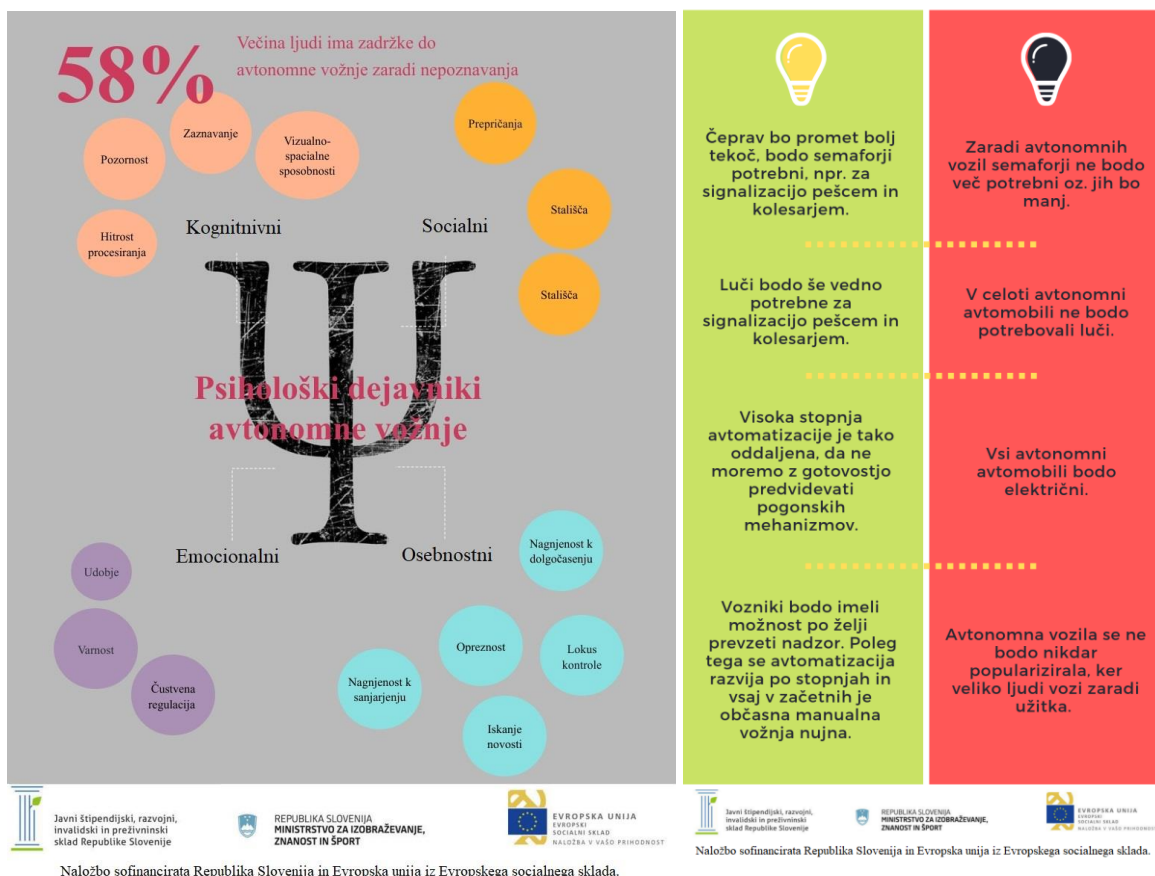 58%
Večina ljudi ima zadržke do
avtonomne vožnje zaradi nepoznavanja
Pozornost
Zaznavanje
Vizualno-
spacialne
sposobnosti
Hitrost
procesiranja
Prepričanja
Stališča
Stališča
Kognitivni
Socialni
Psihološki dejavniki
avtonomne vožnje
Emocionalni
Osebnostni
Udobje
Varnost
Čustvena
regulacija
Nagnjenost k
dolgočasenju
Opreznost
Lokus
kontrole
Nagnjenost k
sanjarjenju
Iskanje
novosti
Javni štipendijski, razvojni,
invalidski in preživninski
sklad Republike Slovenije
REPUBLIKA SLOVENIJA
MINISTRSTVO ZA IZOBRAŽEVANJE,
ZNANOST IN ŠPORT
EVROPSKA UNIJA
EVROPSKI
SOCIALNI SKLAD
NALOŽBA V VAŠO PRIHODNOST
Naložbo sofinancirata Republika Slovenija in Evropska unija iz Evropskega socialnega sklada.
Čeprav bo promet bolj
tekoč, bodo semaforji
potrebni, npr. za
signalizacijo pešcem in
kolesarjem.
Zaradi avtonomnih
vozil semaforji ne bodo
več potrebni oz. jih bo
manj.
Luči bodo še vedno
potrebne za
signalizacijo pešcem in
kolesarjem.
V celoti avtonomni
avtomobili ne bodo
potrebovali luči.
Visoka stopnja
avtomatizacije je tako
oddaljena, da ne
moremo z gotovostjo
predvidevati
pogonskih
mehanizmov.
Vsi avtonomni
avtomobili bodo
električni.
Vozniki bodo imeli
možnost po želji
prevzeti nadzor. Poleg
tega se avtomatizacija
razvija po stopnjah in
vsaj v začetnih je
občasna manualna
vožnja nujna.
Avtonomna vozila se ne
bodo nikdar
popularizirala, ker
veliko ljudi vozi zaradi
užitka.
Javni štipendijski, razvojni,
invalidski in preživninski
sklad Republike Slovenije
REPUBLIKA SLOVENIJA
MINISTRSTVO ZA IZOBRAŽEVANJE,
ZNANOST IN ŠPORT
EVROPSKA UNIJA
EVROPSKI
SOCIALNI SKLAD
NALOŽBA V VAŠO PRIHODNOST
Naložbo sofinancirata Republika Slovenija in Evropska unija iz Evropskega socialnega sklada.